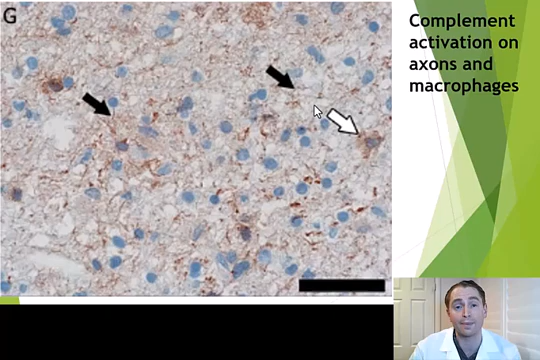 G
Complement
activation on
axons and
macrophages